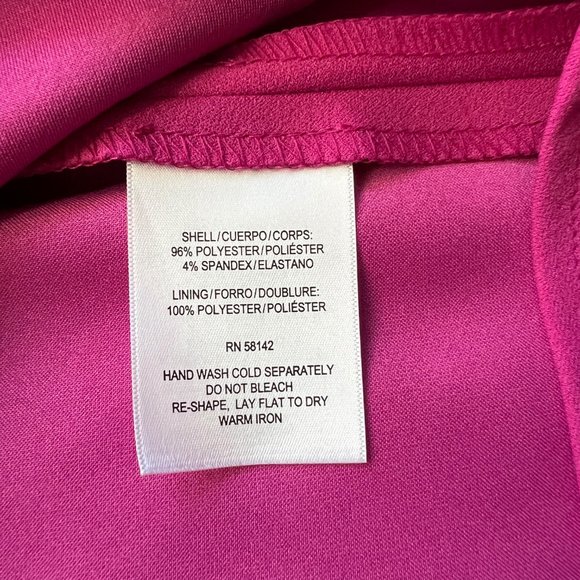 SHELL/CUERPO/CORPS:
96% POLYESTER/POLIÉSTER
4% SPANDEX/ELASTANO
LINING/FORRO/DOUBLURE:
100% POLYESTER/POLIÉSTER
RN 58142
HAND WASH COLD SEPARATELY
DO NOT BLEACH
RE-SHAPE, LAY FLAT TO DRY
WARM IRON